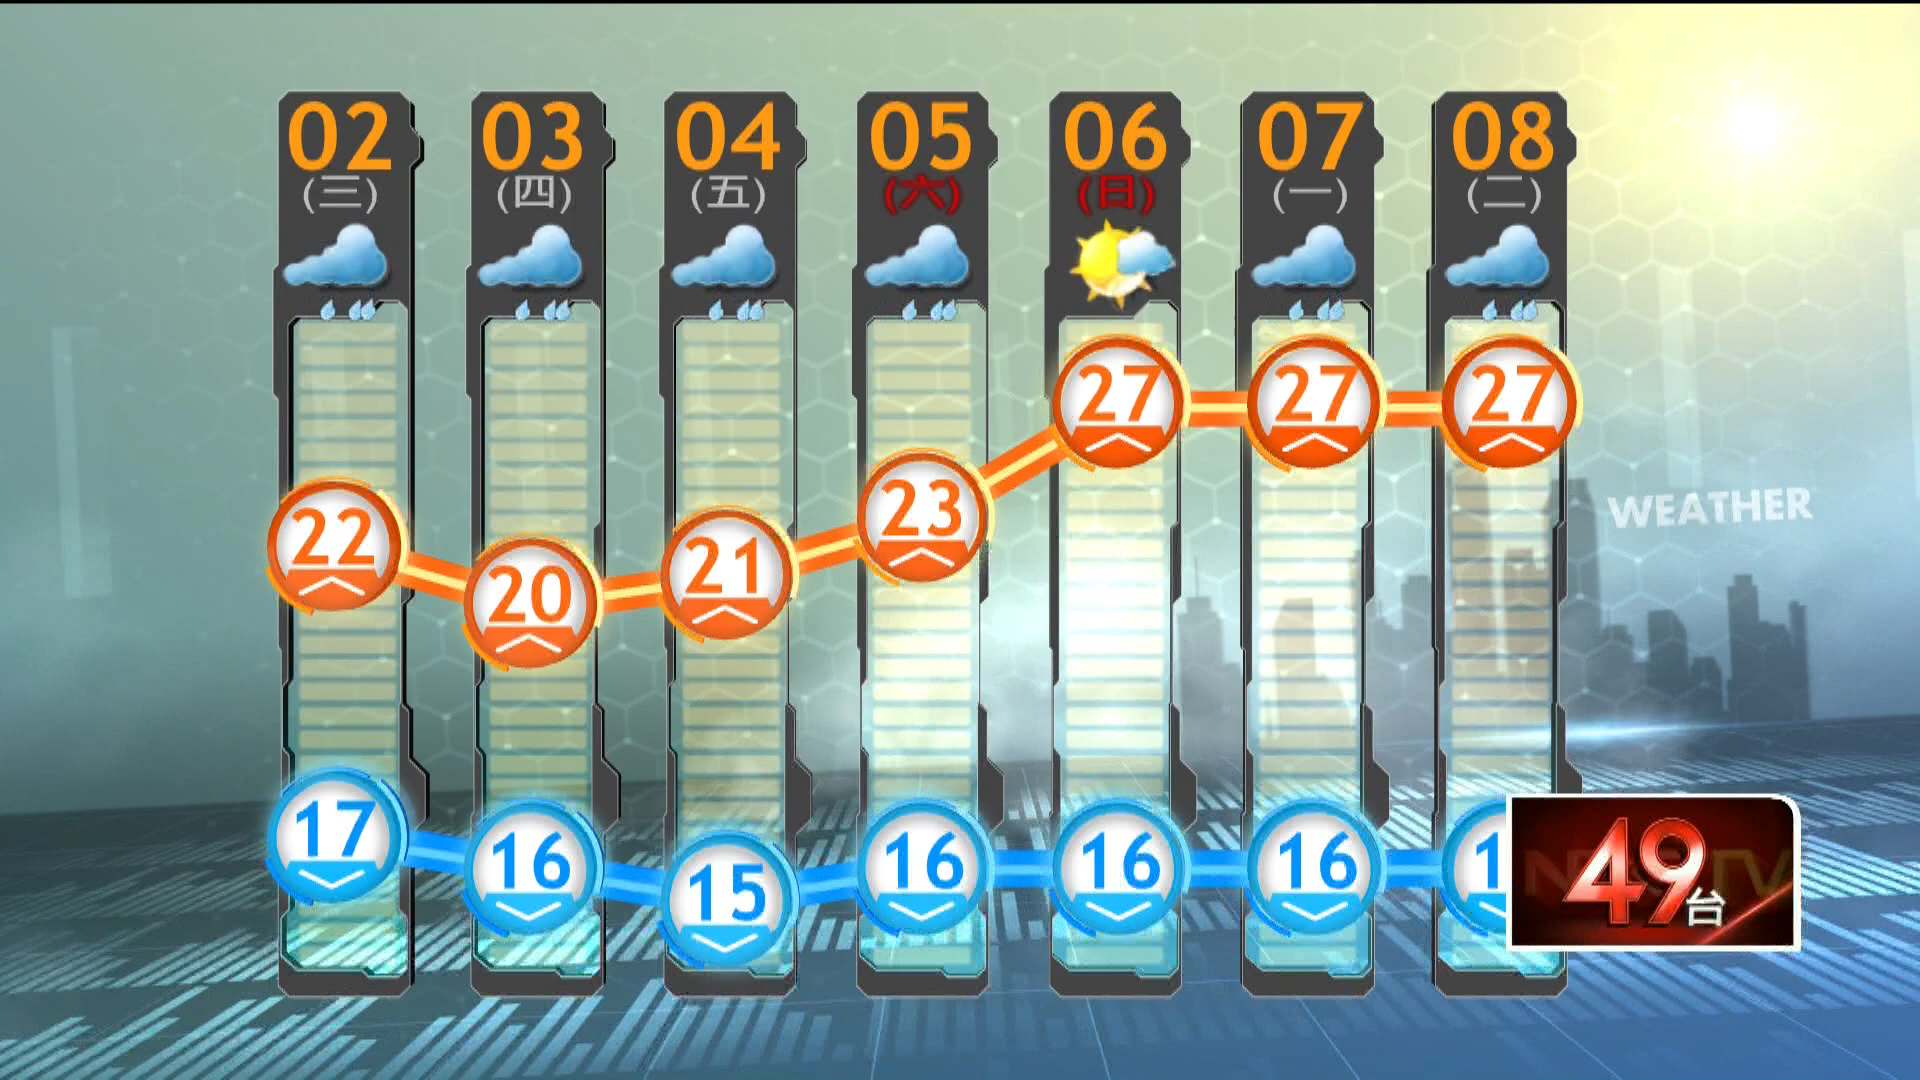 02 03 04 05 06 07 08
(三) (四) (五) (六) (日) (一) (二)
27 27 27
22 20 21 23
WEATHER
17 16 15 16 16 16
49台